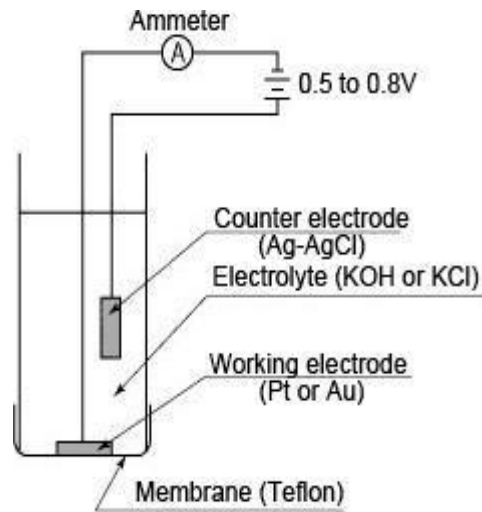 Ammeter
A
0.5 to 0.8V
Counter electrode
(Ag-AgCl)
Electrolyte (KOH or KCl)
Working electrode
(Pt or Au)
Membrane (Teflon)